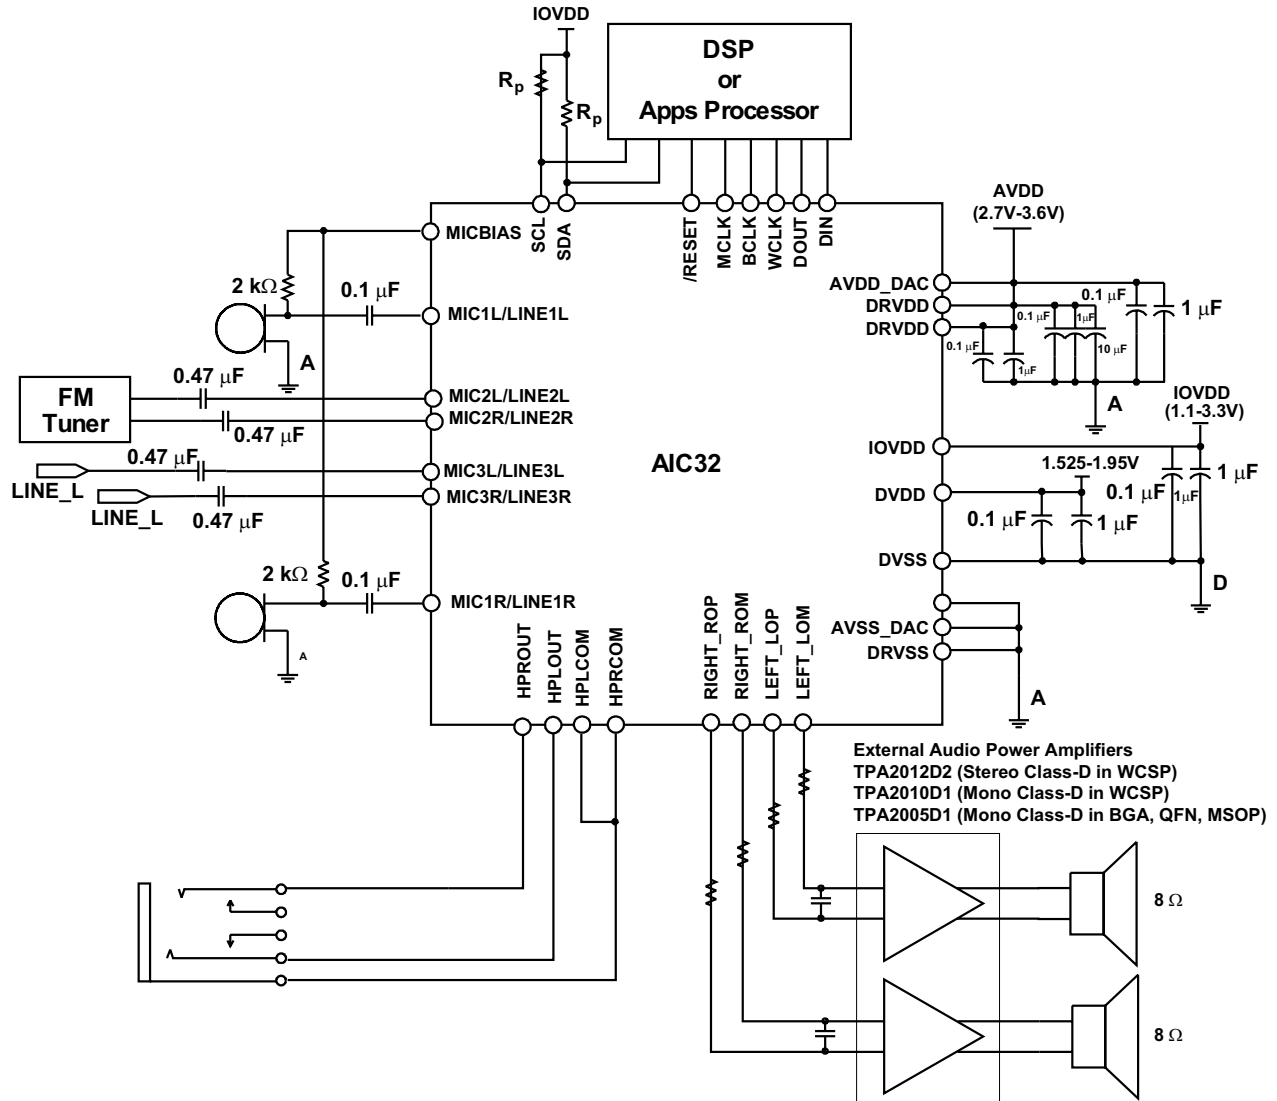 IOVDD
DSP
or
Apps Processor
Rp
Rp
SCL
SDA
/RESET
MCLK
BCLK
WCLK
DOUT
DIN
AVDD
(2.7V-3.6V)
MICBIAS
2 kΩ
0.1 μF
MIC1L/LINE1L
A
AVDD_DAC
DRVDD
DRVDD
0.1 μF
1 μF
0.1 μF
1μF
10 μF
0.1 μF
1μF
A
FM
Tuner
0.47 μF
MIC2L/LINE2L
MIC2R/LINE2R
0.47 μF
0.47 μF
LINE_L
MIC3L/LINE3L
MIC3R/LINE3R
LINE_L
0.47 μF
AIC32
IOVDD
(1.1-3.3V)
IOVDD
1.525-1.95V
DVDD
0.1 μF
1μF
1 μF
0.1 μF
1 μF
DVSS
D
2 kΩ
0.1 μF
MIC1R/LINE1R
A
AVSS_DAC
DRVSS
A
HPROUT
HPLOUT
HPLCOM
HPRCOM
RIGHT_ROP
RIGHT_ROM
LEFT_LOP
LEFT_LOM
External Audio Power Amplifiers
TPA2012D2 (Stereo Class-D in WCSP)
TPA2010D1 (Mono Class-D in WCSP)
TPA2005D1 (Mono Class-D in BGA, QFN, MSOP)
8 Ω
8 Ω